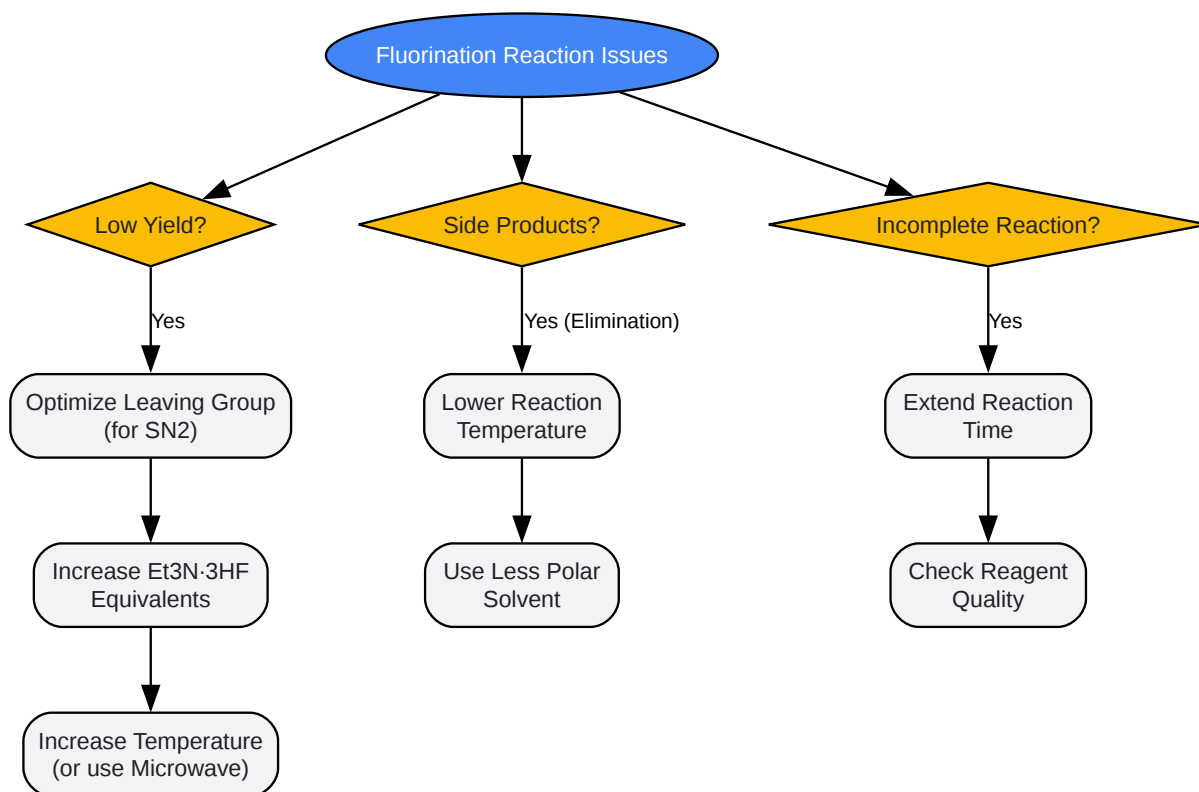 Fluorination Reaction Issues
Low Yield?
Side Products?
Incomplete Reaction?
Yes
Yes (Elimination)
Yes
Optimize Leaving Group
(for SN2)
Lower Reaction
Temperature
Extend Reaction
Time
Increase Et3N·3HF
Equivalents
Use Less Polar
Solvent
Check Reagent
Quality
Increase Temperature
(or use Microwave)